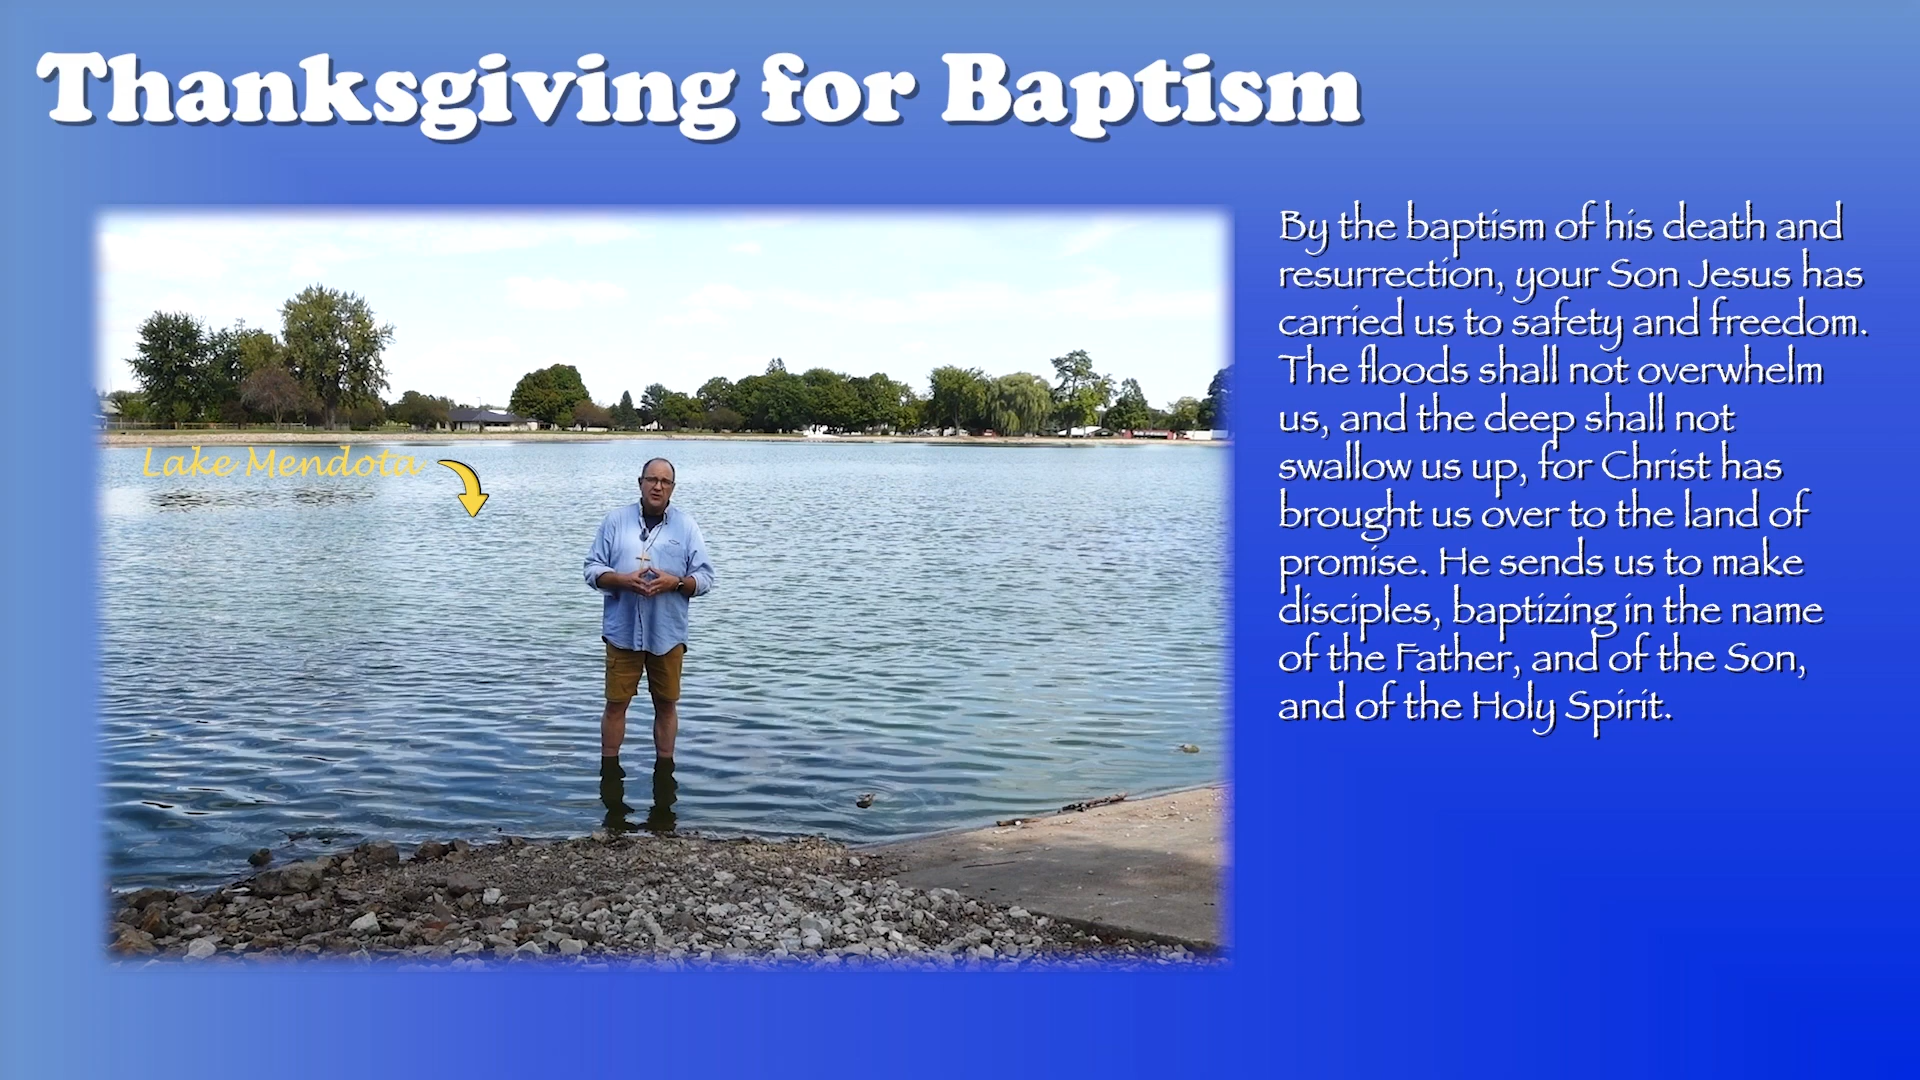 Thanksgiving for Baptism
By the baptism of his death and
resurrection, your Son Jesus has
carried us to safety and freedom.
The floods shall not overwhelm
us, and the deep shall not
swallow us up, for Christ has
brought us over to the land of
promise. He sends us to make
disciples, baptizing in the name
of the Father, and of the Son,
and of the Holy Spirit.
Lake Mendota